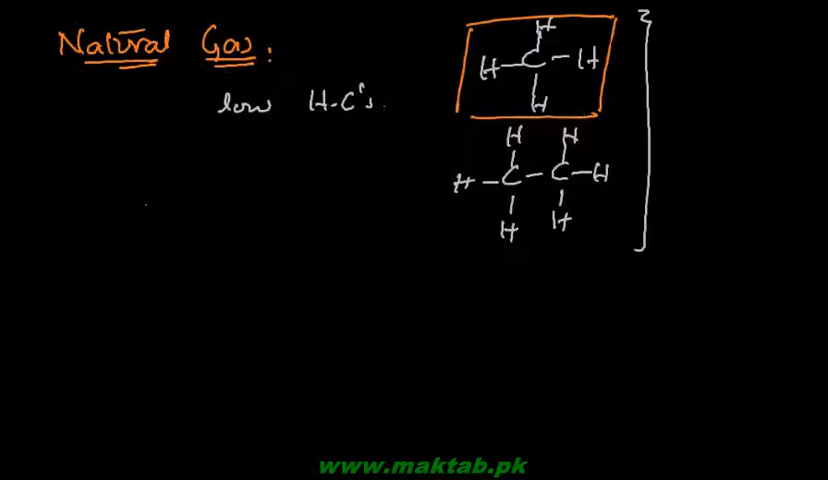 Natural Gas:
low H-C's.
H
H-C-H
H
H H
H-C-C-H
H H
www.maktab.pk